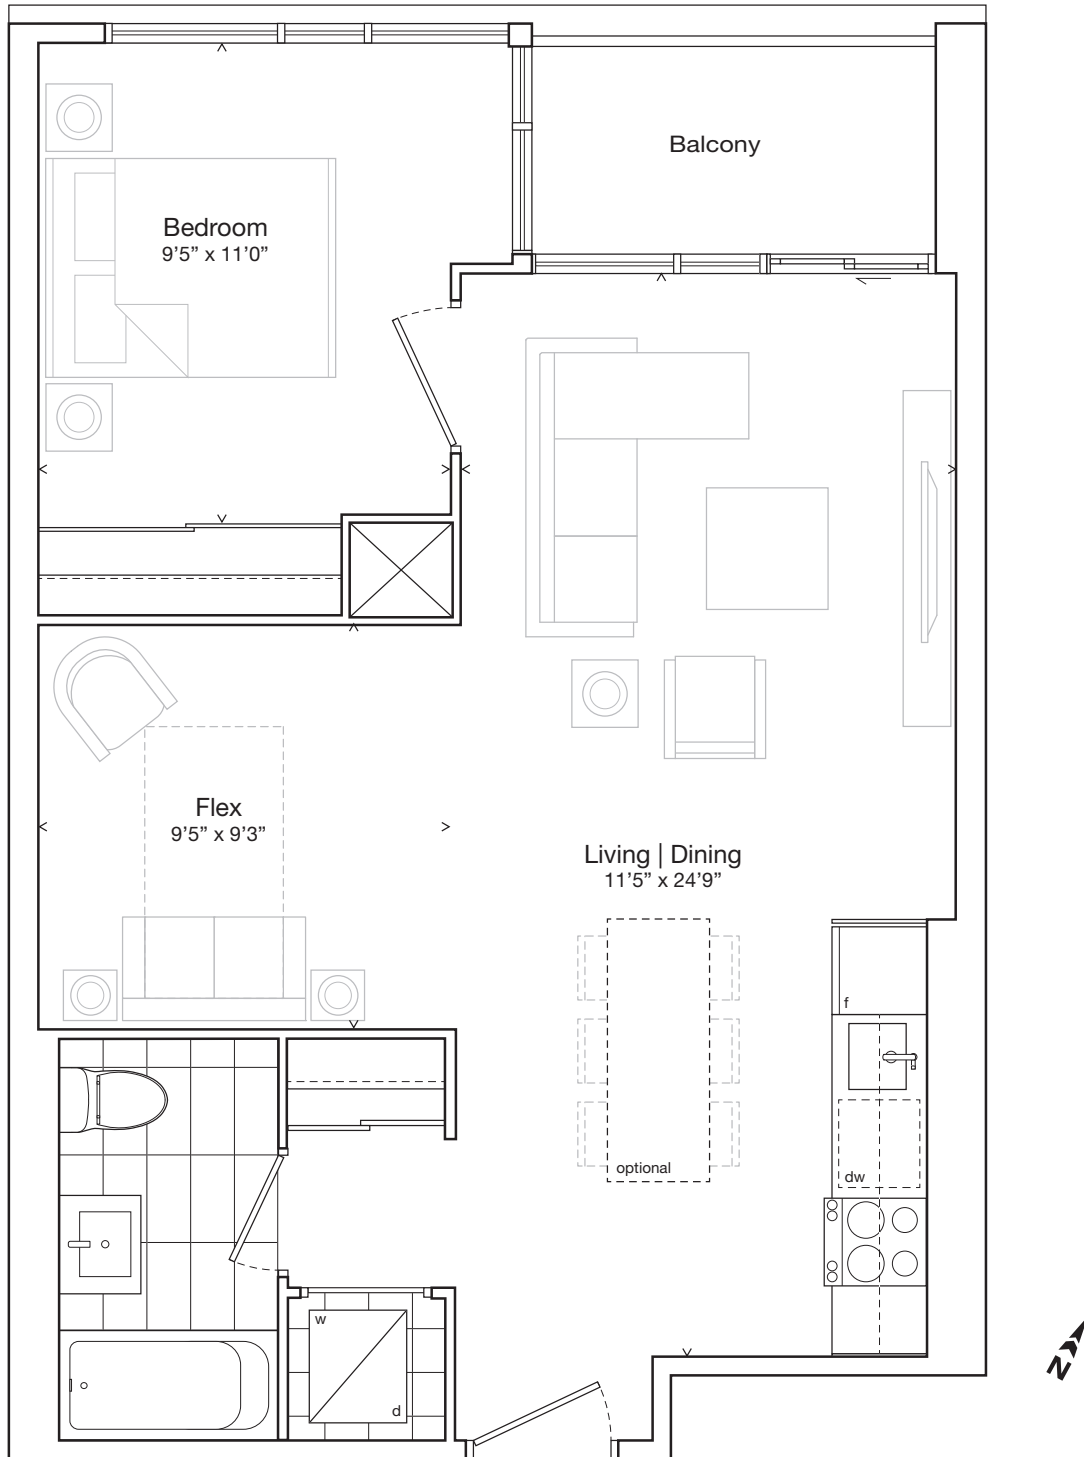 Balcony
Bedroom
9’5” x 11’0”
Flex
9’5” x 9’3”
Living | Dining
11’5” x 24’9”
f
optional
dw
w
d
N